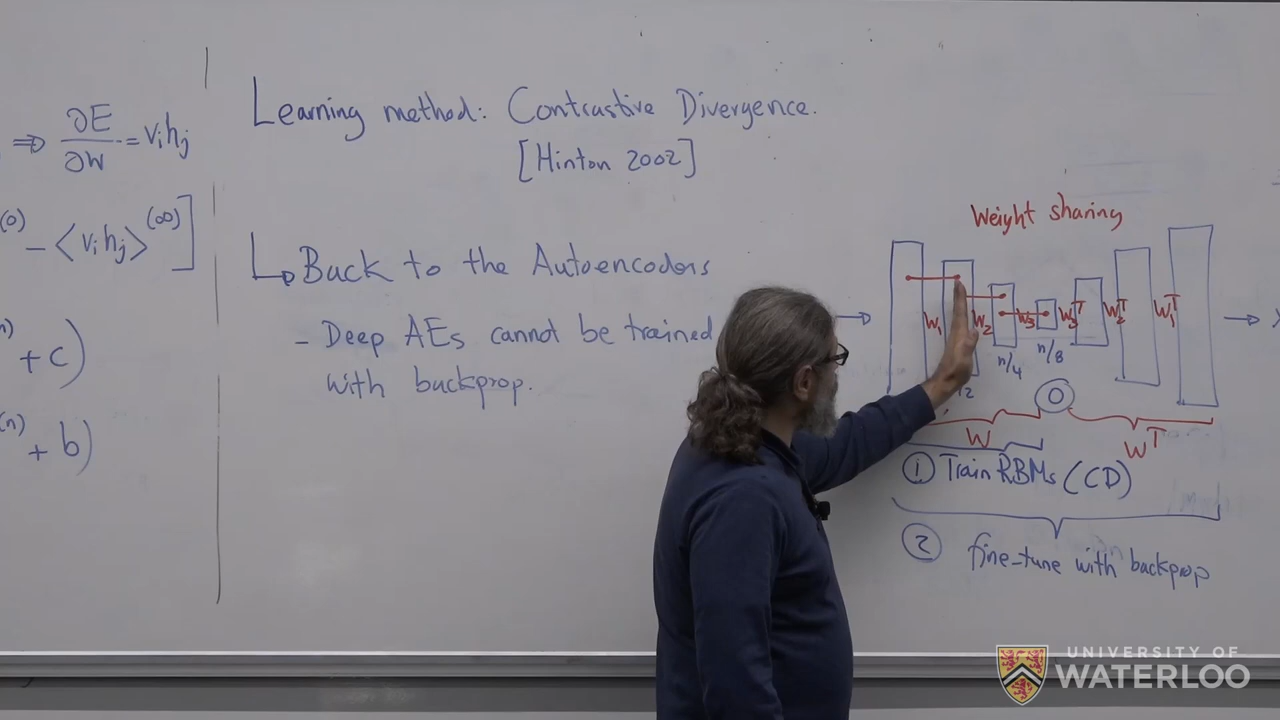 ⇒ ∂E/∂W = vᵢhⱼ
(0) - <vᵢhⱼ>^(∞)]
+ c)
(n) + b)
Learning method: Contrastive Divergence.
[Hinton 2002]
↳ Back to the Autoencoders
- Deep AEs cannot be trained
with backprop.
Weight sharing
W₁ W₂ W₃ W₃ᵀ W₂ᵀ W₁ᵀ
n/4 n/8
W Wᵀ
① Train RBMs (CD)
② fine-tune with backprop
UNIVERSITY OF
WATERLOO